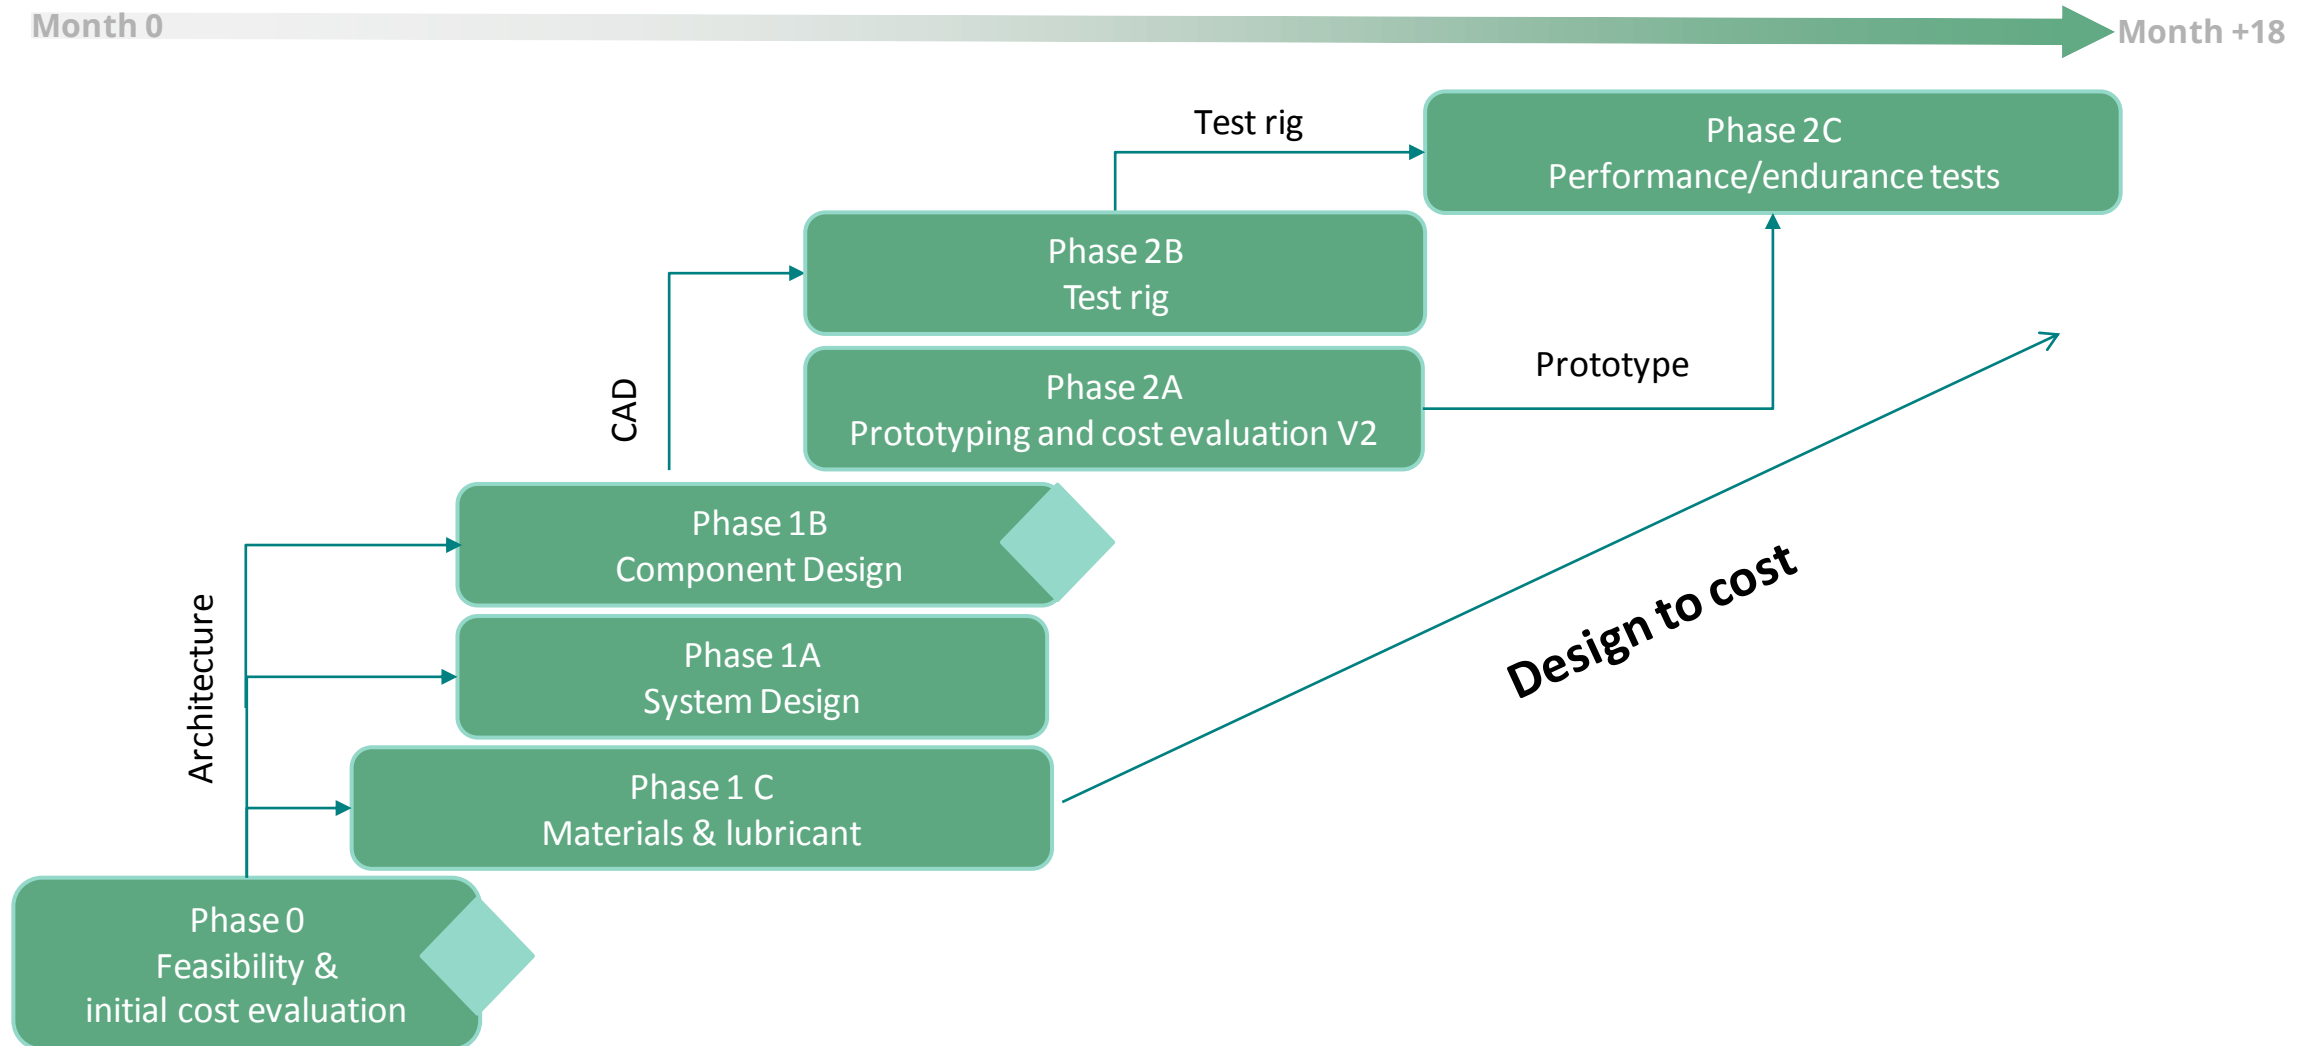 Month 0
Month +18
Test rig
Phase 2C
Performance/endurance tests
Phase 2B
Test rig
CAD
Phase 2A
Prototyping and cost evaluation V2
Prototype
Phase 1B
Component Design
Architecture
Phase 1A
System Design
Design to cost
Phase 1 C
Materials & lubricant
Phase 0
Feasibility &
initial cost evaluation